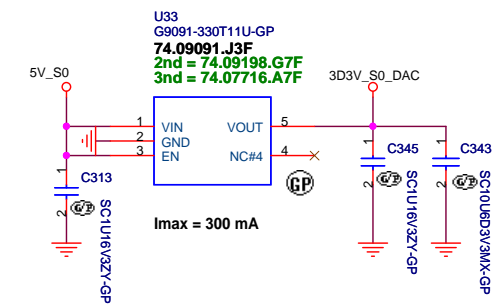 U33
G9091-330T11U-GP
74.09091.J3F
2nd = 74.09198.G7F
3nd = 74.07716.A7F
5V_S0
3D3V_S0_DAC
1 VIN VOUT 5
2 GND
3 EN NC#4 4
GP
Imax = 300 mA
1 C313
2 G/P
SC1U16V3ZY-GP
1 C345
2 G/P
SC1U16V3ZY-GP
1 C343
2 G/P
SC10U6D3V3MX-GP